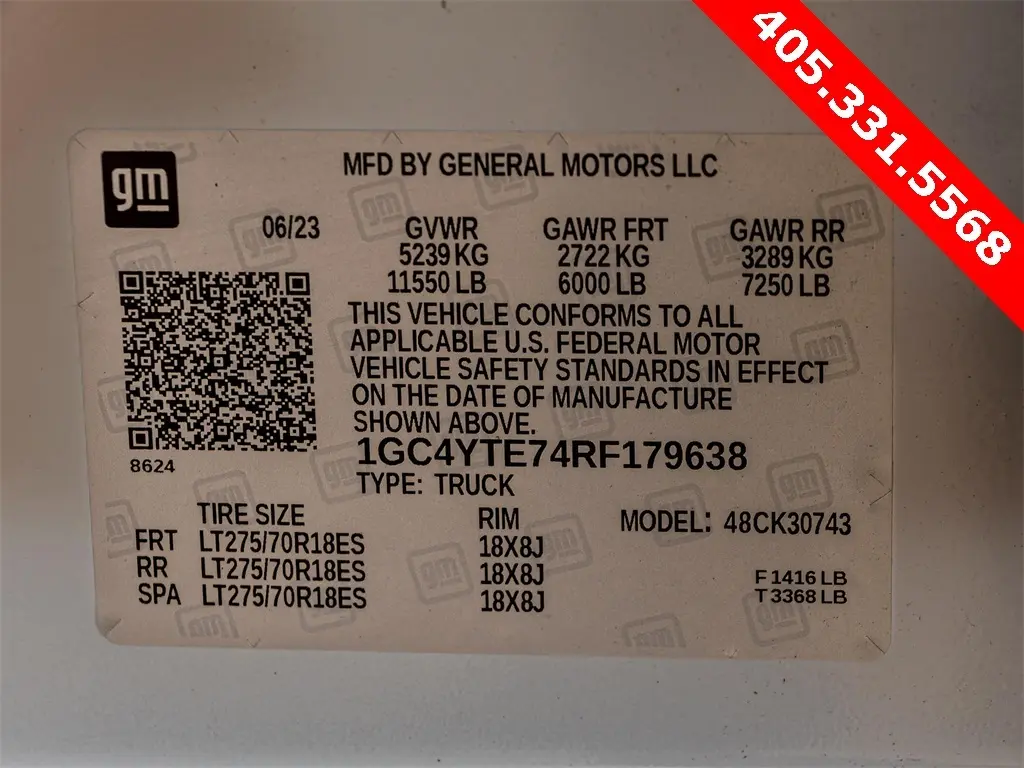 405.331.5568
gm
MFD BY GENERAL MOTORS LLC
06/23 GVWR GAWR FRT GAWR RR
5239 KG 2722 KG 3289 KG
11550 LB 6000 LB 7250 LB
THIS VEHICLE CONFORMS TO ALL
APPLICABLE U.S. FEDERAL MOTOR
VEHICLE SAFETY STANDARDS IN EFFECT
ON THE DATE OF MANUFACTURE
SHOWN ABOVE.
8624
1GC4YTE74RF179638
TYPE: TRUCK
TIRE SIZE RIM MODEL: 48CK30743
FRT LT275/70R18ES 18X8J
RR LT275/70R18ES 18X8J
SPA LT275/70R18ES 18X8J
F 1416 LB
T 3368 LB